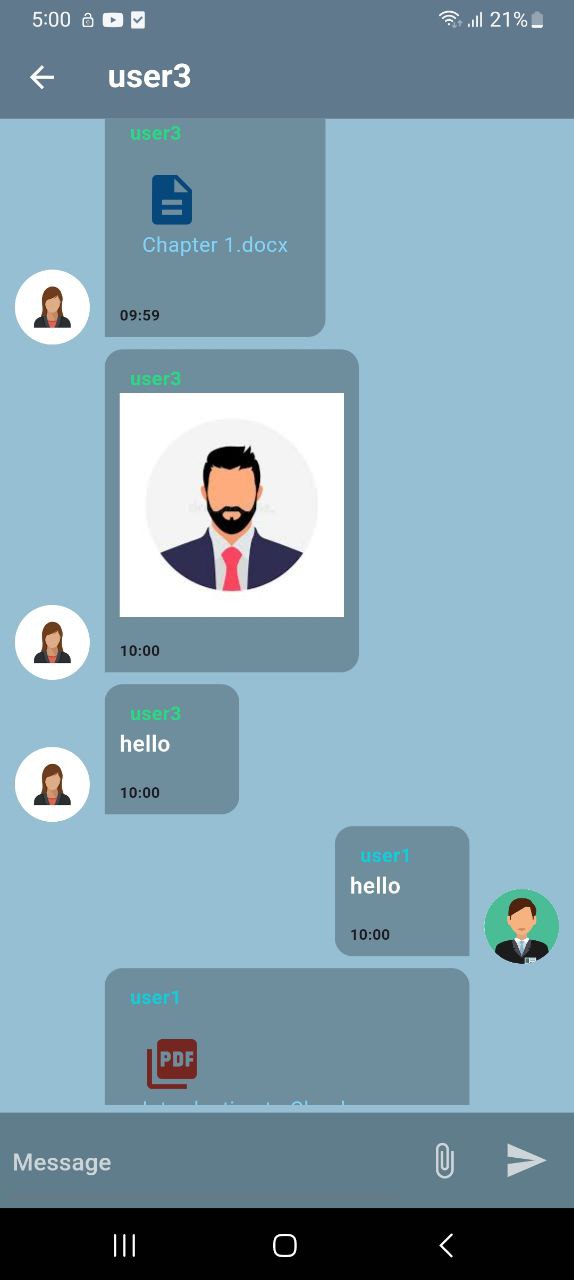 5:00
21%
user3
user3
Chapter 1.docx
09:59
user3
10:00
user3
hello
10:00
user1
hello
10:00
user1
PDF
Message